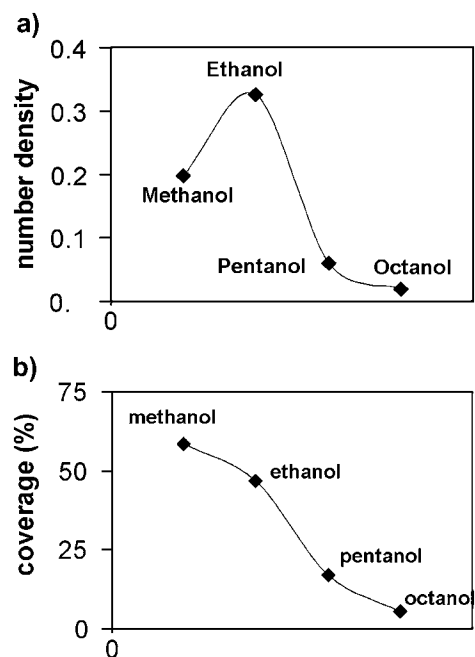 a)
0.4
0.3
0.2
0.1
0.
number density
Ethanol
Methanol
Pentanol
Octanol
0
b)
75
50
25
0
coverage (%)
methanol
ethanol
pentanol
octanol
0